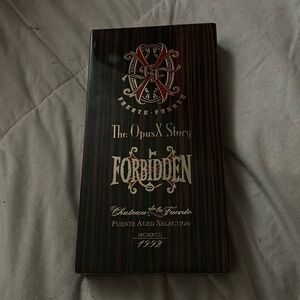 FUENTE FUENTE
The OpusX Story
FORBIDDEN
Chateau de la Fuente
FUENTE AGED SELECTION
MCMXCII
1992